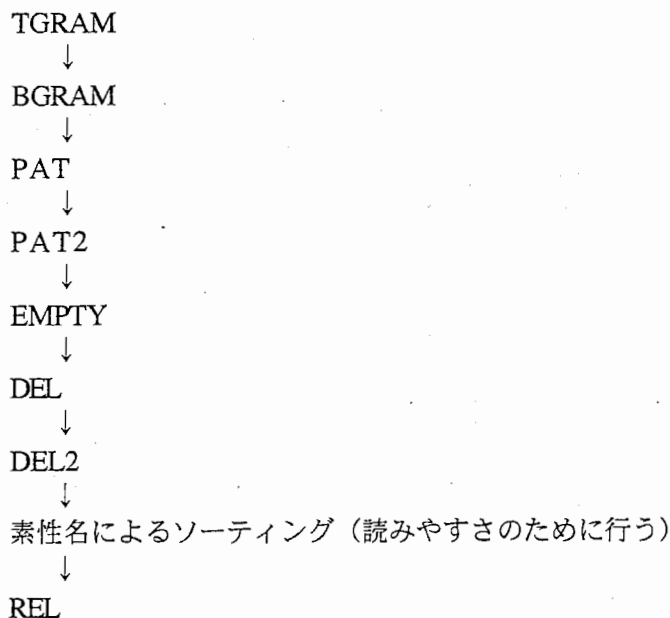 TGRAM
↓
BGRAM
↓
PAT
↓
PAT2
↓
EMPTY
↓
DEL
↓
DEL2
↓
素性名によるソーティング（読みやすさのために行う）
↓
REL